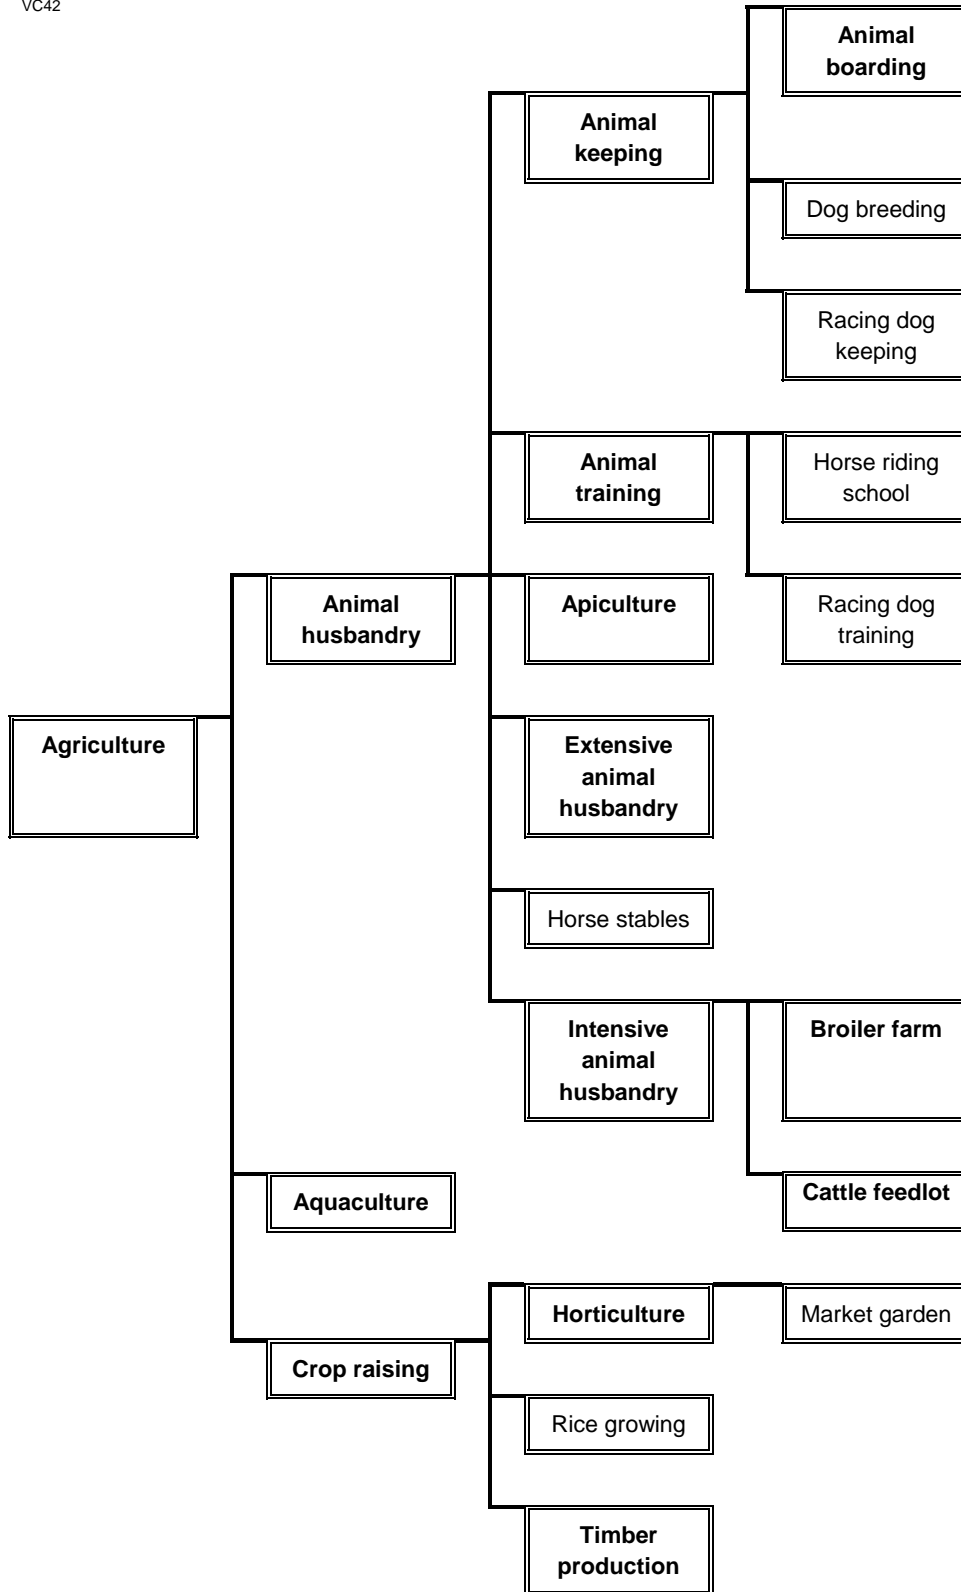 VC42
Animal
boarding
Animal
keeping
Dog breeding
Racing dog
keeping
Animal
training
Horse riding
school
Animal
husbandry
Apiculture
Racing dog
training
Agriculture
Extensive
animal
husbandry
Horse stables
Intensive
animal
husbandry
Broiler farm
Cattle feedlot
Aquaculture
Horticulture
Market garden
Crop raising
Rice growing
Timber
production